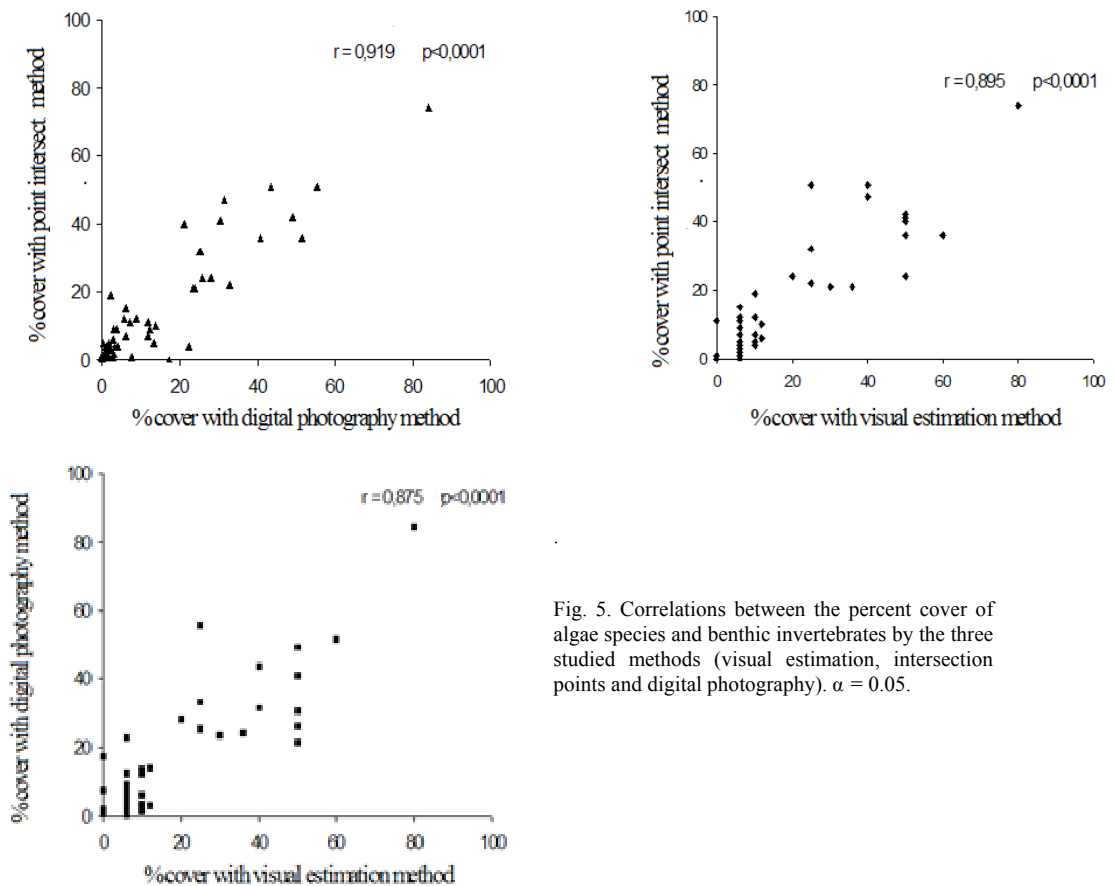 100
80
60
40
20
0
% cover with point intersect method
r = 0,919 p<0,0001
0 20 40 60 80 100
% cover with digital photography method
100
80
60
40
20
0
% cover with point intersect method
r = 0,895 p<0,0001
0 20 40 60 80 100
% cover with visual estimation method
100
80
60
40
20
0
% cover with digital photography method
r = 0,875 p<0,0001
0 20 40 60 80 100
% cover with visual estimation method
Fig. 5. Correlations between the percent cover of
algae species and benthic invertebrates by the three
studied methods (visual estimation, intersection
points and digital photography). α = 0.05.